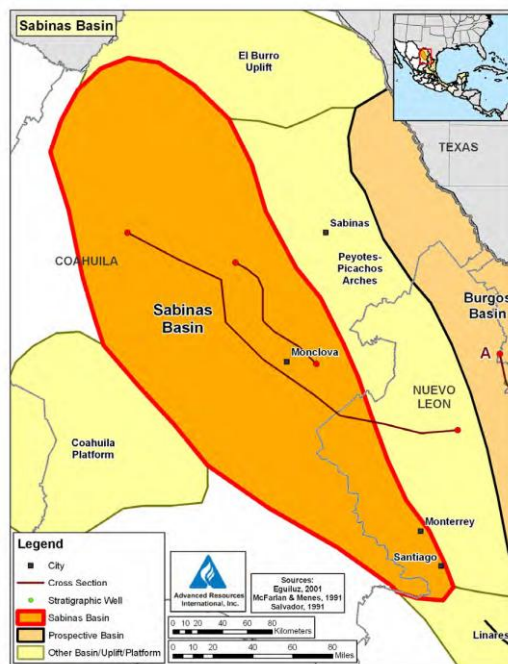 Sabinas Basin
El Burro
Uplift
TEXAS
Sabinas
COAHUILA
Peyotes-
Picachos
Arches
Burgos
Basin
Sabinas
Basin
A
Monclova
NUEVO
LEON
Coahuila
Platform
Monterrey
Santiago
Linares
Legend
City
Cross Section
Stratigraphic Well
Sabinas Basin
Prospective Basin
Other Basin/Uplift/Platform
Advanced Resources
International, Inc.
Sources:
Eguiluz, 2001
McFarlan & Menes, 1991
Salvador, 1991
0 10 20 40 60 80
Kilometers
0 10 20 40 60 80
Miles